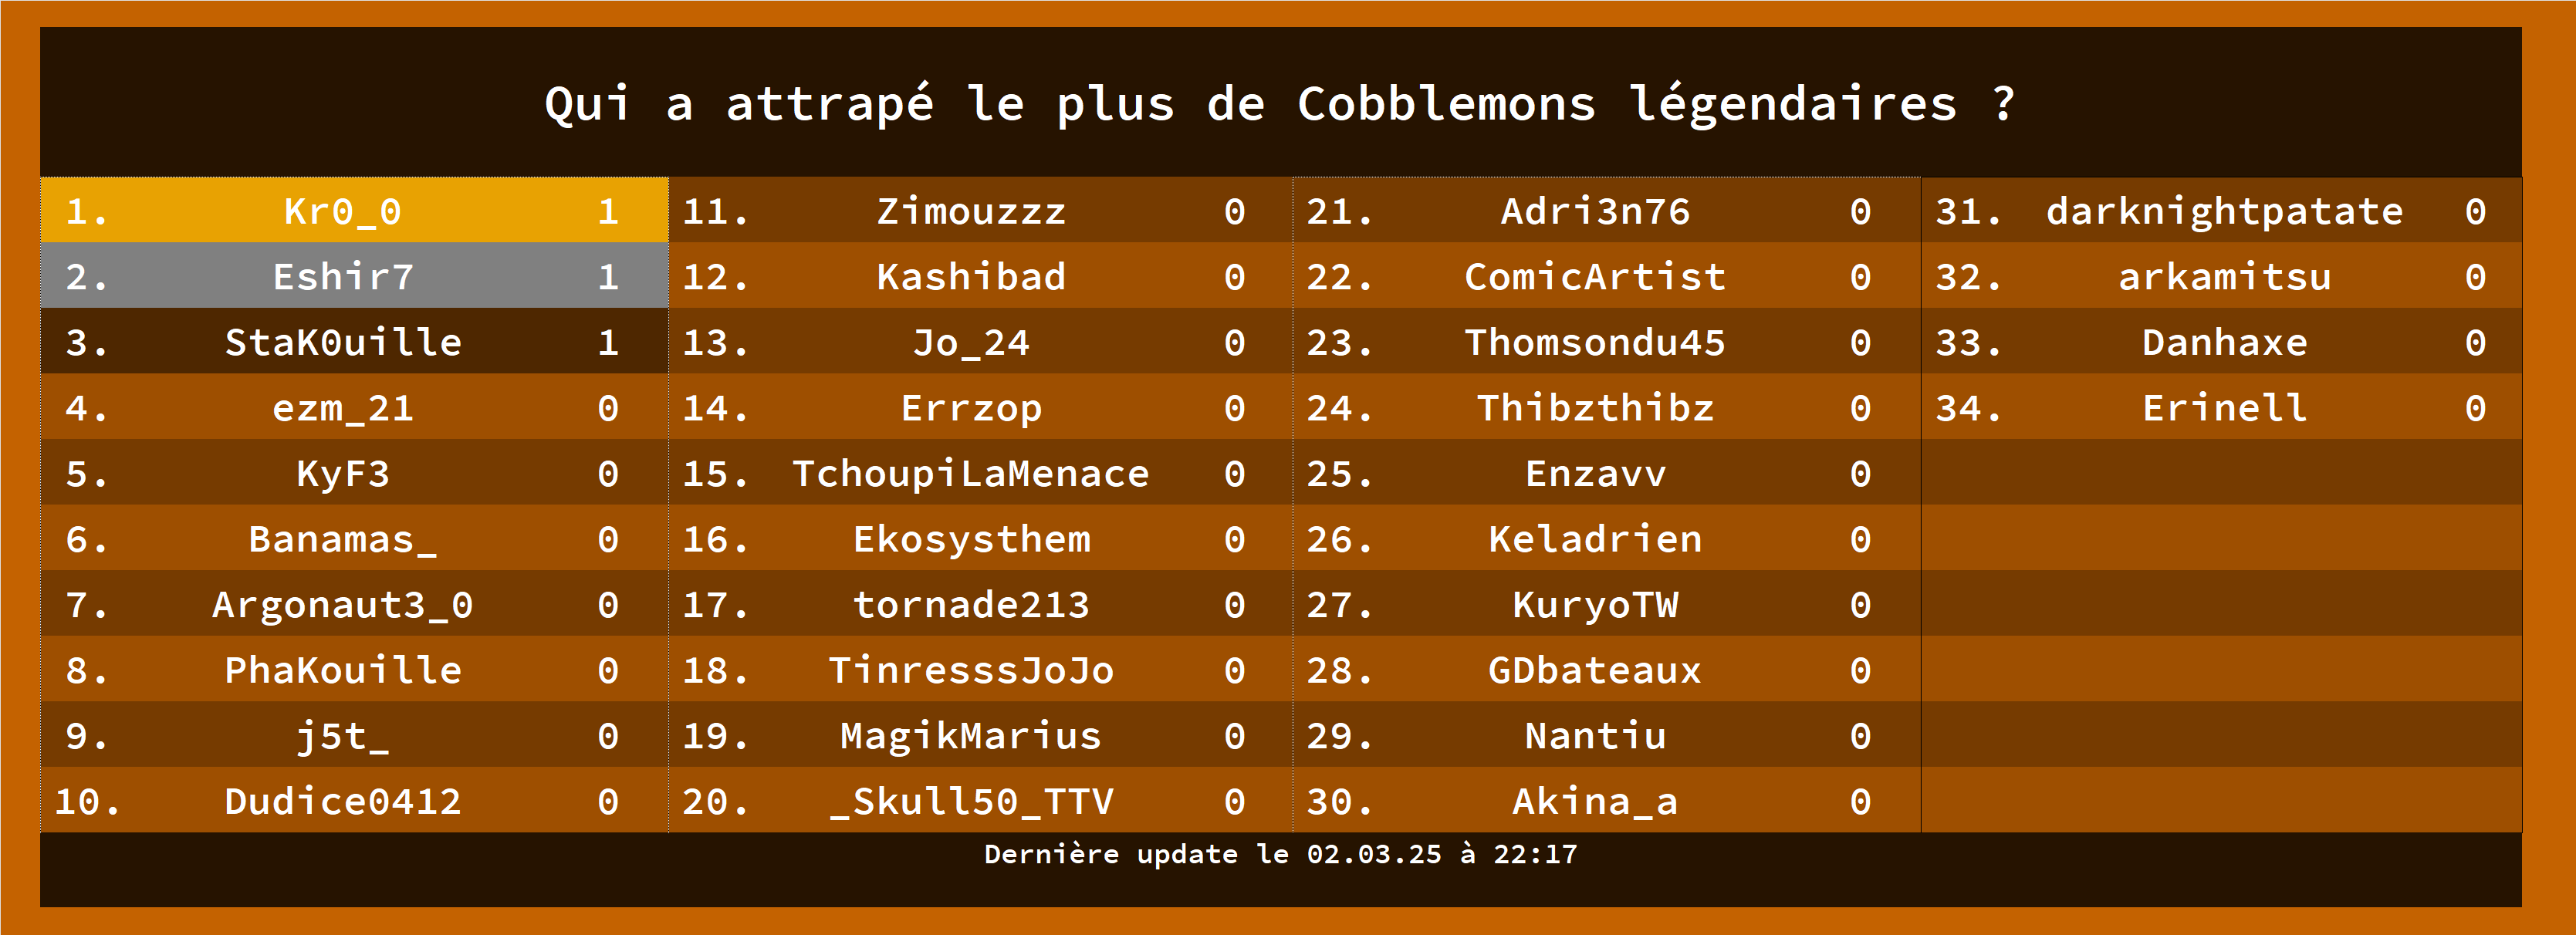 Qui a attrapé le plus de Cobblemons légendaires ?
1. Kr0_0 1
2. Eshir7 1
3. StaK0uille 1
4. ezm_21 0
5. KyF3 0
6. Banamas_ 0
7. Argonaut3_0 0
8. PhaKouille 0
9. j5t_ 0
10. Dudice0412 0
11. Zimouzzz 0
12. Kashibad 0
13. Jo_24 0
14. Errzop 0
15. TchoupiLaMenace 0
16. Ekosysthem 0
17. tornade213 0
18. TinresssJoJo 0
19. MagikMarius 0
20. _Skull50_TTV 0
21. Adri3n76 0
22. ComicArtist 0
23. Thomsondu45 0
24. Thibzthibz 0
25. Enzavv 0
26. Keladrien 0
27. KuryoTW 0
28. GDbateaux 0
29. Nantiu 0
30. Akina_a 0
31. darknightpatate 0
32. arkamitsu 0
33. Danhaxe 0
34. Erinell 0
Dernière update le 02.03.25 à 22:17